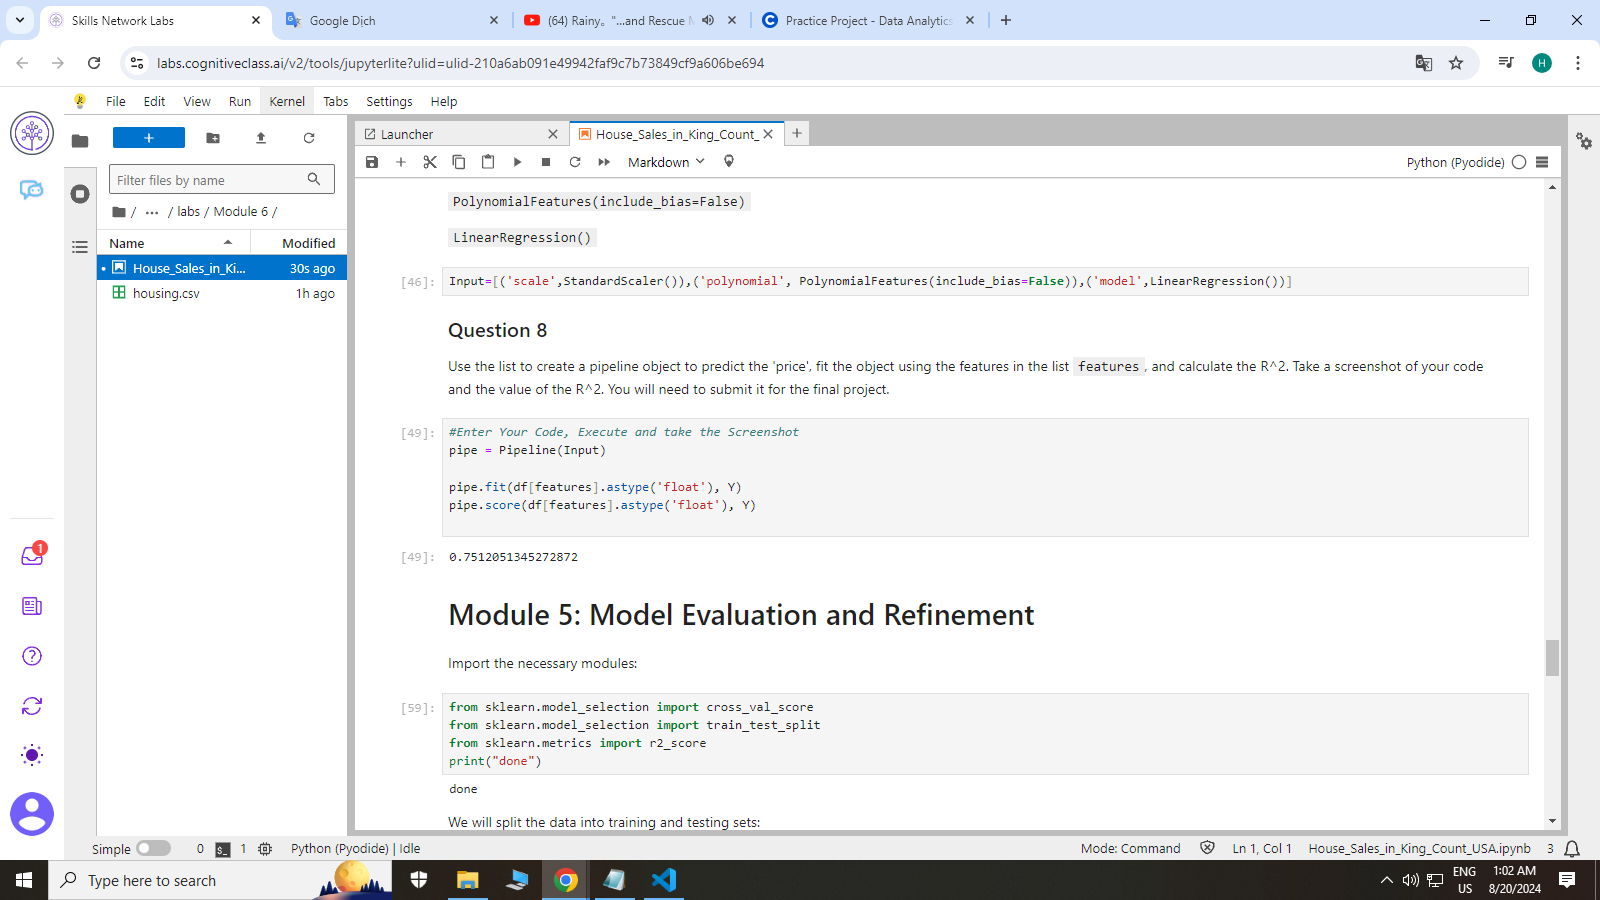 Skills Network Labs
Google Dịch
(64) Rainy。"...and Rescue M
Practice Project - Data Analytics
labs.cognitiveclass.ai/v2/tools/jupyterlite?ulid=ulid-210a6ab091e49942faf9c7b73849cf9a606be694
H
File Edit View Run Kernel Tabs Settings Help
Launcher
House_Sales_in_King_Count_
Markdown
Python (Pyodide)
Filter files by name
/ ... / labs / Module 6 /
Name Modified
House_Sales_in_Ki... 30s ago
housing.csv 1h ago
PolynomialFeatures(include_bias=False)
LinearRegression()
[46]: Input=[('scale',StandardScaler()),('polynomial', PolynomialFeatures(include_bias=False)),('model',LinearRegression())]
Question 8
Use the list to create a pipeline object to predict the 'price', fit the object using the features in the list features , and calculate the R^2. Take a screenshot of your code
and the value of the R^2. You will need to submit it for the final project.
[49]: #Enter Your Code, Execute and take the Screenshot
pipe = Pipeline(Input)
pipe.fit(df[features].astype('float'), Y)
pipe.score(df[features].astype('float'), Y)
[49]: 0.7512051345272872
Module 5: Model Evaluation and Refinement
Import the necessary modules:
[59]: from sklearn.model_selection import cross_val_score
from sklearn.model_selection import train_test_split
from sklearn.metrics import r2_score
print("done")
done
We will split the data into training and testing sets:
1
Simple 0 1 Python (Pyodide) | Idle
Mode: Command Ln 1, Col 1 House_Sales_in_King_Count_USA.ipynb 3
Type here to search
ENG
US
1:02 AM
8/20/2024